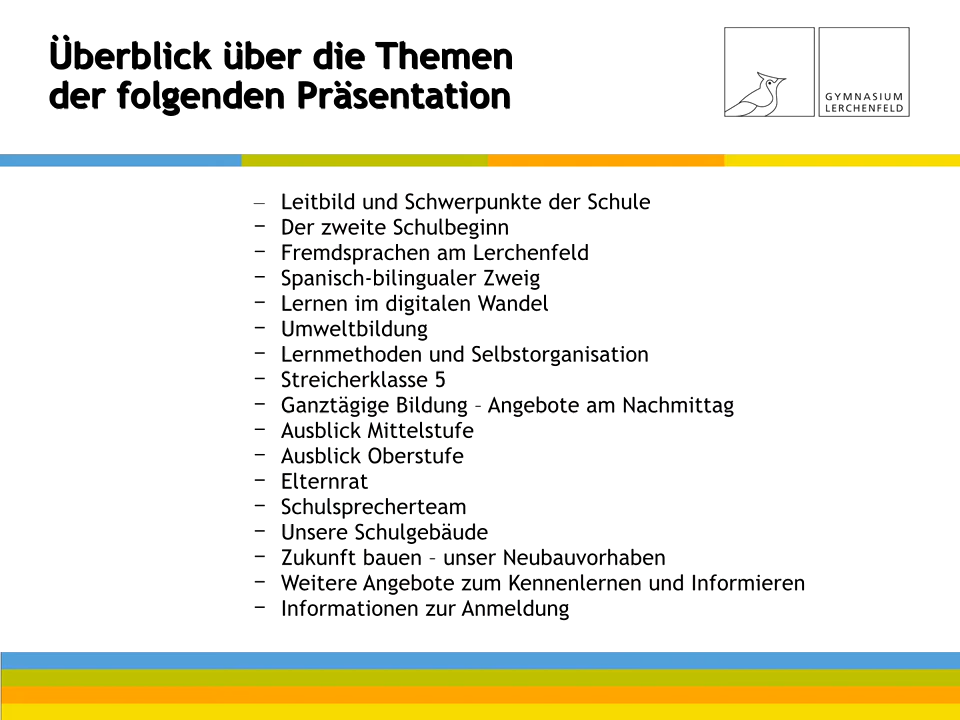 Überblick über die Themen
der folgenden Präsentation
GYMNASIUM
LERCHENFELD
– Leitbild und Schwerpunkte der Schule
– Der zweite Schulbeginn
– Fremdsprachen am Lerchenfeld
– Spanisch-bilingualer Zweig
– Lernen im digitalen Wandel
– Umweltbildung
– Lernmethoden und Selbstorganisation
– Streicherklasse 5
– Ganztägige Bildung – Angebote am Nachmittag
– Ausblick Mittelstufe
– Ausblick Oberstufe
– Elternrat
– Schulsprecherteam
– Unsere Schulgebäude
– Zukunft bauen – unser Neubauvorhaben
– Weitere Angebote zum Kennenlernen und Informieren
– Informationen zur Anmeldung